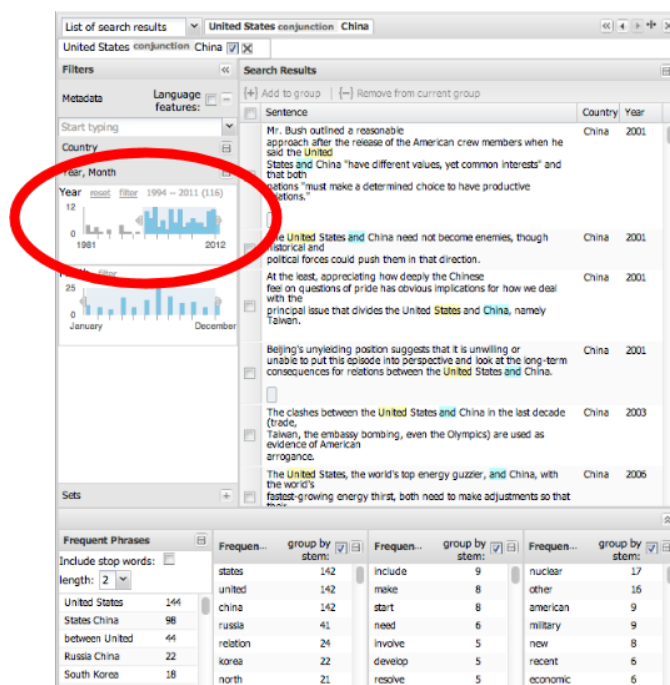 List of search results United States conjunction China
United States conjunction China
Filters
Search Results
Metadata
Language features:
{+} Add to group | {−} Remove from current group
Sentence Country Year
Start typing
Country
Year, Month
Year reset filter 1994 – 2011 (116)
12
0
1981 2012
filter
25
0
January December
Sets
Mr. Bush outlined a reasonable China 2001
approach after the release of the American crew members when he
said the United
States and China "have different values, yet common interests" and
that both
nations "must make a determined choice to have productive
relations."
The United States and China need not become enemies, though China 2001
historical and
political forces could push them in that direction.
At the least, appreciating how deeply the Chinese China 2001
feel on questions of pride has obvious implications for how we deal
with the
principal issue that divides the United States and China, namely
Taiwan.
Beijing's unyielding position suggests that it is unwilling or China 2001
unable to put this episode into perspective and look at the long-term
consequences for relations between the United States and China.
The clashes between the United States and China in the last decade China 2003
(trade,
Taiwan, the embassy bombing, even the Olympics) are used as
evidence of American
arrogance.
The United States, the world's top energy guzzler, and China, with China 2006
the world's
fastest-growing energy thirst, both need to make adjustments so that
their
Frequent Phrases
Include stop words:
length: 2
United States 144
States China 98
between United 44
Russia China 22
South Korea 18
Frequen... group by stem:
states 142
united 142
china 142
russia 41
relation 24
korea 22
north 21
Frequen... group by stem:
include 9
make 8
start 8
need 6
involve 5
develop 5
resolve 5
Frequen... group by stem:
nuclear 17
other 16
american 9
military 9
new 8
recent 6
economic 6